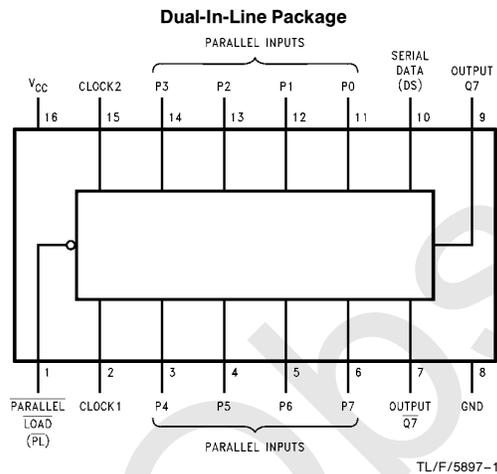 Dual-In-Line Package
PARALLEL INPUTS
SERIAL
DATA
(DS)
OUTPUT
Q7
VCC
CLOCK2
P3
P2
P1
P0
16
15
14
13
12
11
10
9
1
2
3
4
5
6
7
8
PARALLEL
LOAD
(PL)
CLOCK1
P4
P5
P6
P7
OUTPUT
Q7
GND
PARALLEL INPUTS
TL/F/5897–1